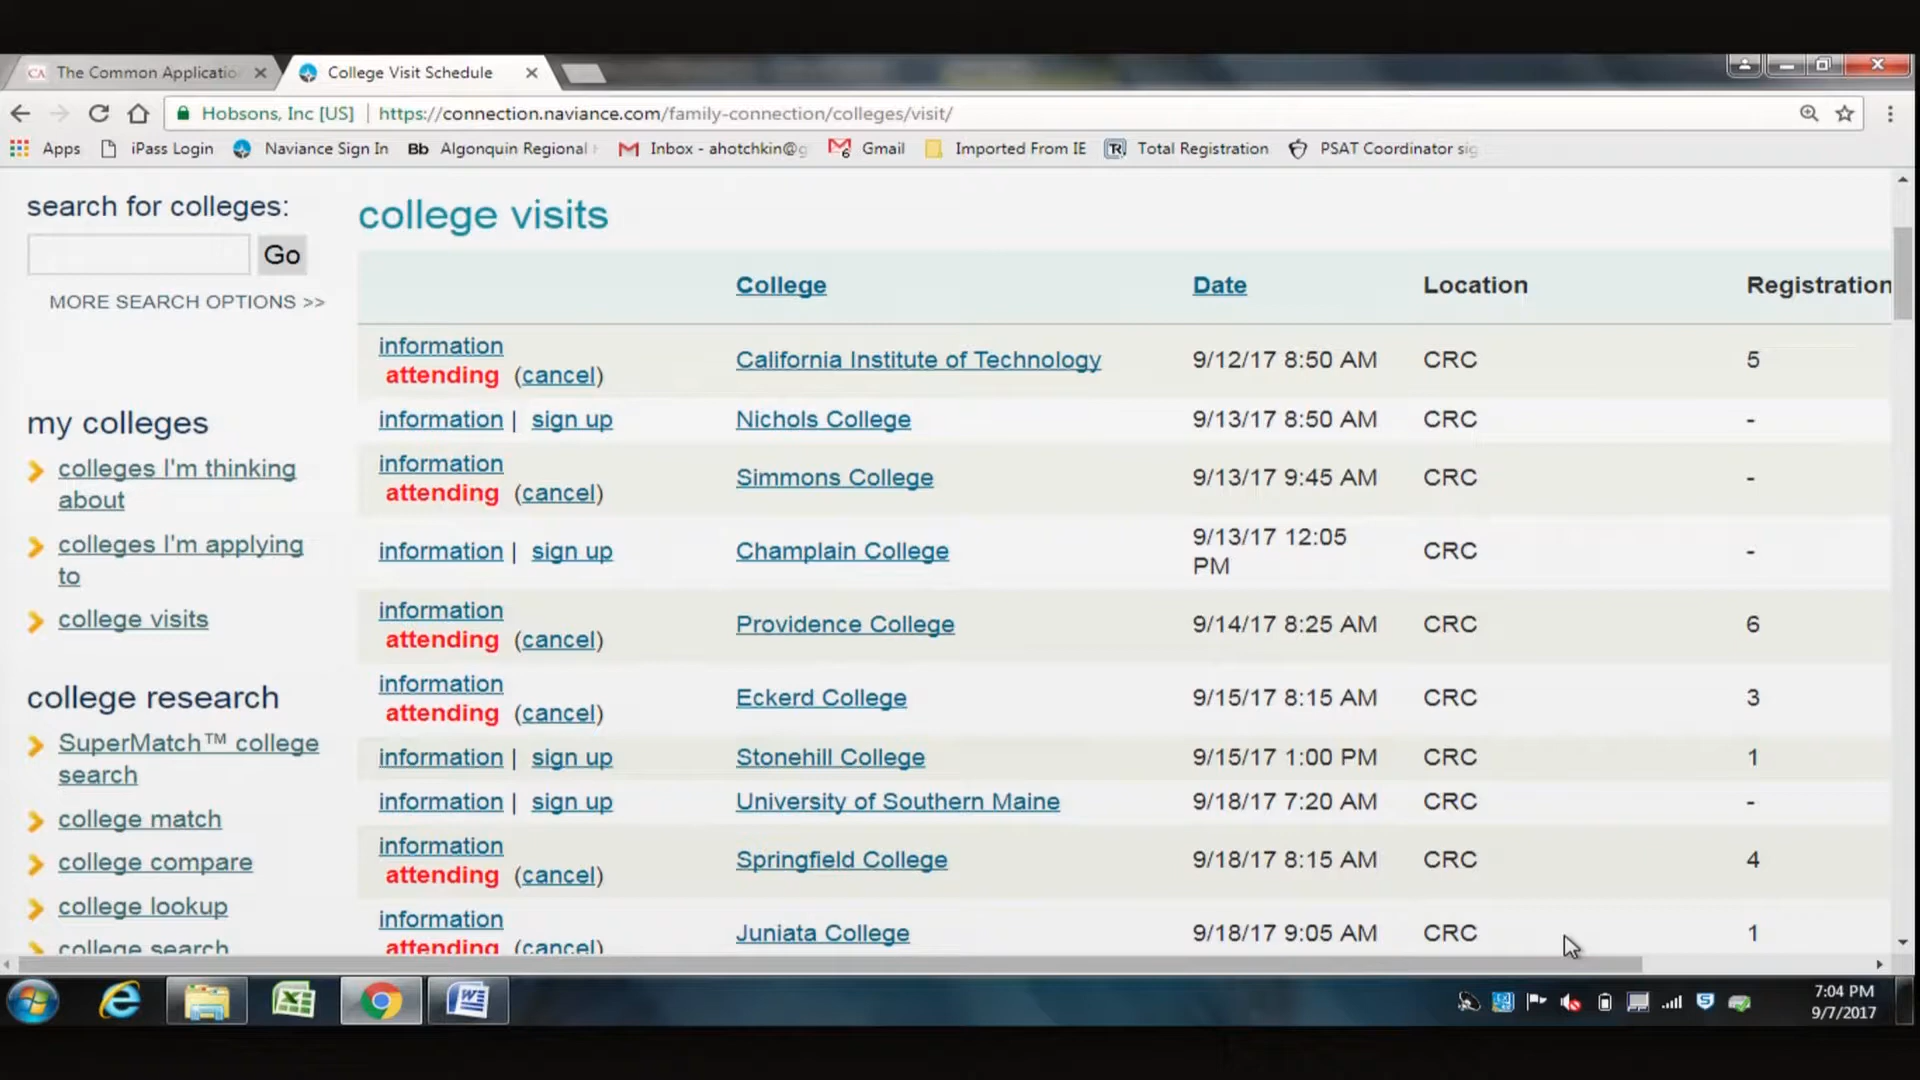 The Common Applicatio
College Visit Schedule
Hobsons, Inc [US]
https://connection.naviance.com/family-connection/colleges/visit/
Apps
iPass Login
Naviance Sign In
Bb Algonquin Regional
Inbox - ahotchkin@g
Gmail
Imported From IE
Total Registration
PSAT Coordinator sig
search for colleges:
Go
MORE SEARCH OPTIONS >>
my colleges
colleges I'm thinking
about
colleges I'm applying
to
college visits
college research
SuperMatch™ college
search
college match
college compare
college lookup
college search
college visits
College Date Location Registration
information
attending (cancel) California Institute of Technology 9/12/17 8:50 AM CRC 5
information | sign up Nichols College 9/13/17 8:50 AM CRC -
information
attending (cancel) Simmons College 9/13/17 9:45 AM CRC -
information | sign up Champlain College 9/13/17 12:05 CRC -
PM
information
attending (cancel) Providence College 9/14/17 8:25 AM CRC 6
information
attending (cancel) Eckerd College 9/15/17 8:15 AM CRC 3
information | sign up Stonehill College 9/15/17 1:00 PM CRC 1
information | sign up University of Southern Maine 9/18/17 7:20 AM CRC -
information
attending (cancel) Springfield College 9/18/17 8:15 AM CRC 4
information
attending (cancel) Juniata College 9/18/17 9:05 AM CRC 1
7:04 PM
9/7/2017